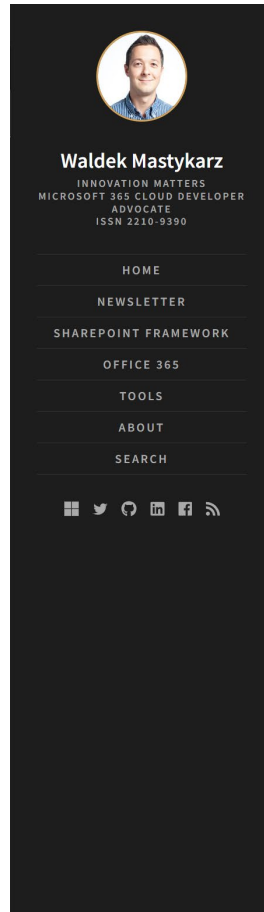 Waldek Mastykarz
INNOVATION MATTERS
MICROSOFT 365 CLOUD DEVELOPER
ADVOCATE
ISSN 2210-9390
HOME
NEWSLETTER
SHAREPOINT FRAMEWORK
OFFICE 365
TOOLS
ABOUT
SEARCH